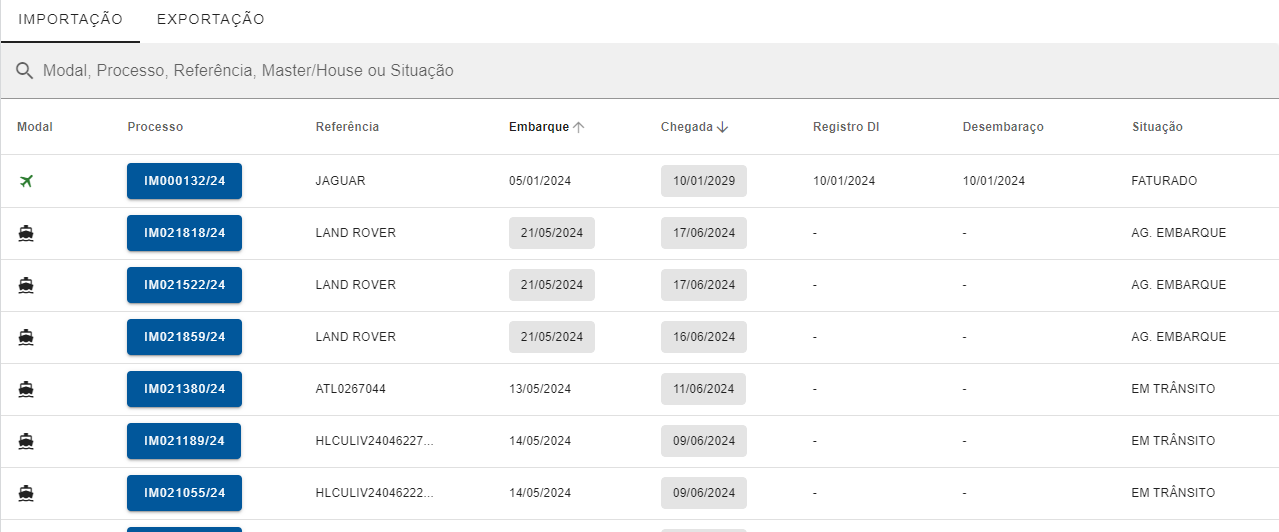 IMPORTAÇÃO EXPORTAÇÃO
Modal, Processo, Referência, Master/House ou Situação
Modal Processo Referência Embarque Chegada Registro DI Desembaraço Situação
IM000132/24 JAGUAR 05/01/2024 10/01/2029 10/01/2024 10/01/2024 FATURADO
IM021818/24 LAND ROVER 21/05/2024 17/06/2024 - - AG. EMBARQUE
IM021522/24 LAND ROVER 21/05/2024 17/06/2024 - - AG. EMBARQUE
IM021859/24 LAND ROVER 21/05/2024 16/06/2024 - - AG. EMBARQUE
IM021380/24 ATL0267044 13/05/2024 11/06/2024 - - EM TRÂNSITO
IM021189/24 HLCULIV24046227... 14/05/2024 09/06/2024 - - EM TRÂNSITO
IM021055/24 HLCULIV24046222... 14/05/2024 09/06/2024 - - EM TRÂNSITO